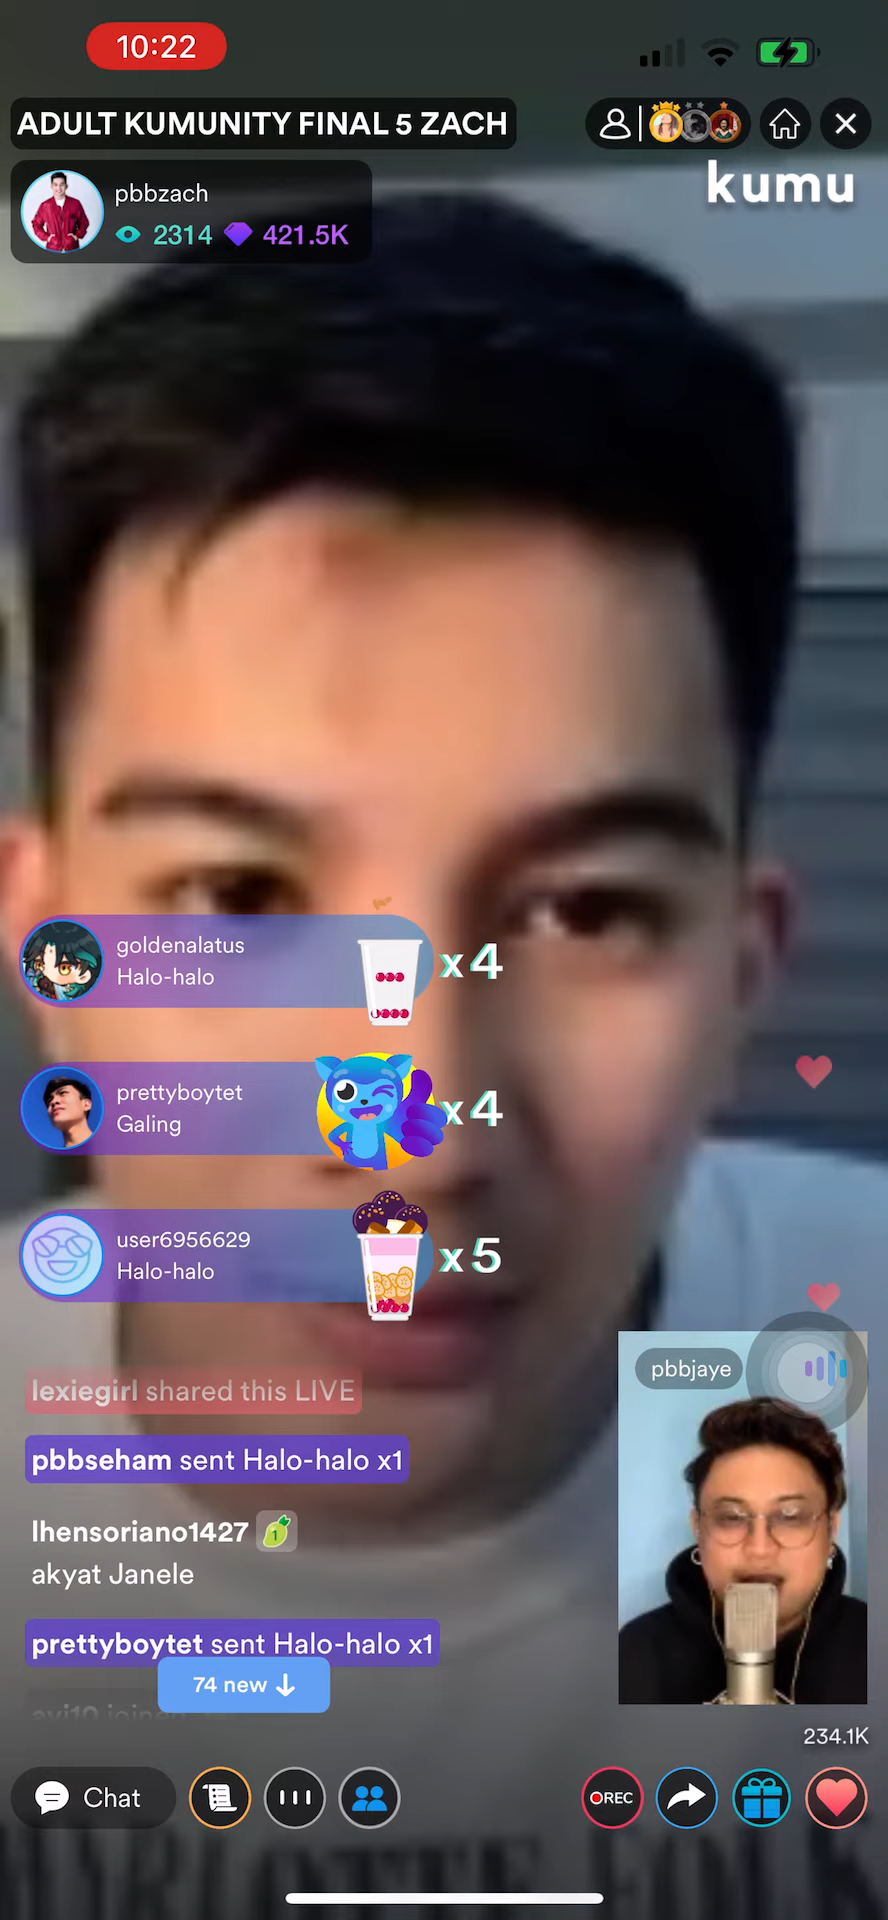 10:22
ADULT KUMUNITY FINAL 5 ZACH
kumu
pbbzach
2314 421.5K
goldenalatus
Halo-halo
x4
prettyboytet
Galing
x4
user6956629
Halo-halo
x5
lexiegirl shared this LIVE
pbbjaye
pbbseham sent Halo-halo x1
lhensoriano1427 1
akyat Janele
prettyboytet sent Halo-halo x1
74 new ↓
234.1K
Chat
REC